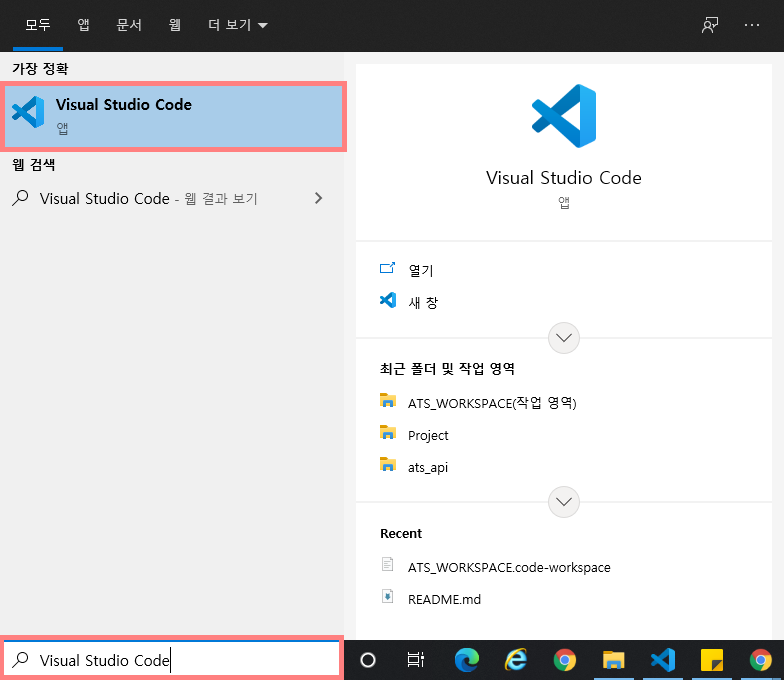 모두 앱 문서 웹 더 보기
가장 정확
Visual Studio Code
앱
웹 검색
Visual Studio Code - 웹 결과 보기
Visual Studio Code
앱
열기
새 창
최근 폴더 및 작업 영역
ATS_WORKSPACE(작업 영역)
Project
ats_api
Recent
ATS_WORKSPACE.code-workspace
README.md
Visual Studio Code